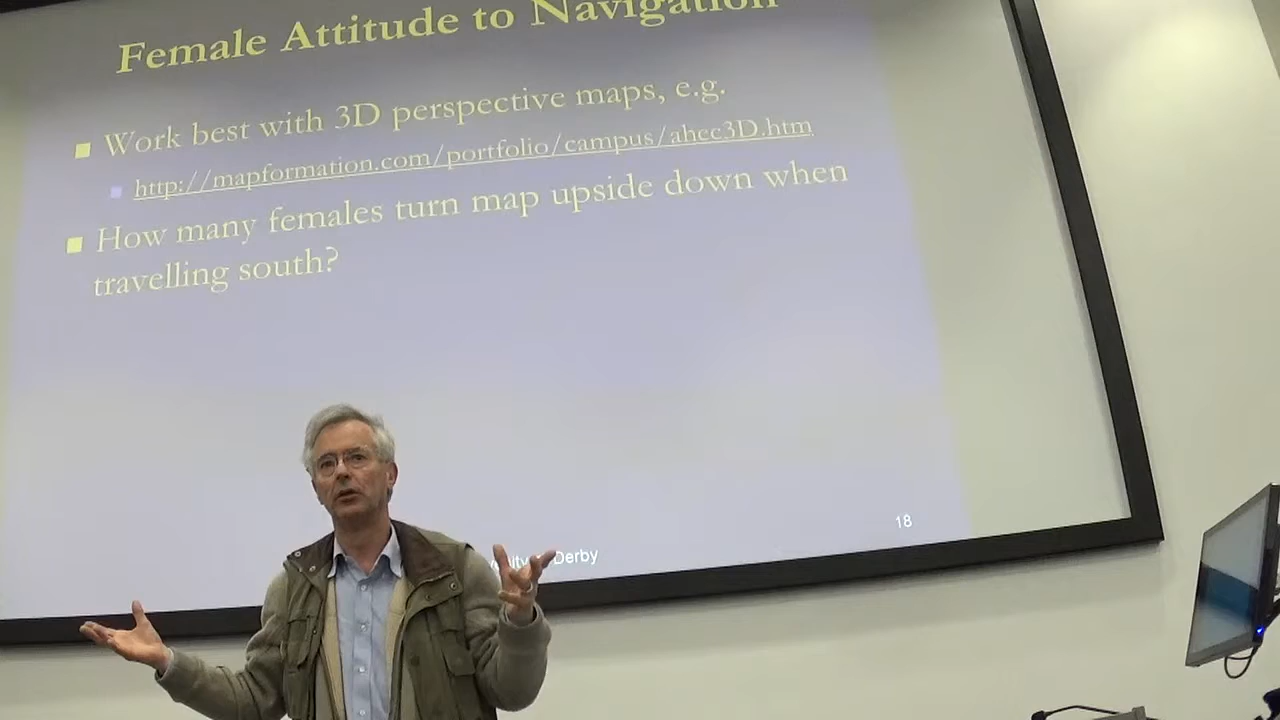 Female Attitude to Navigation
Work best with 3D perspective maps, e.g.
http://mapformation.com/portfolio/campus/ahec3D.htm
How many females turn map upside down when
travelling south?
Derby
18